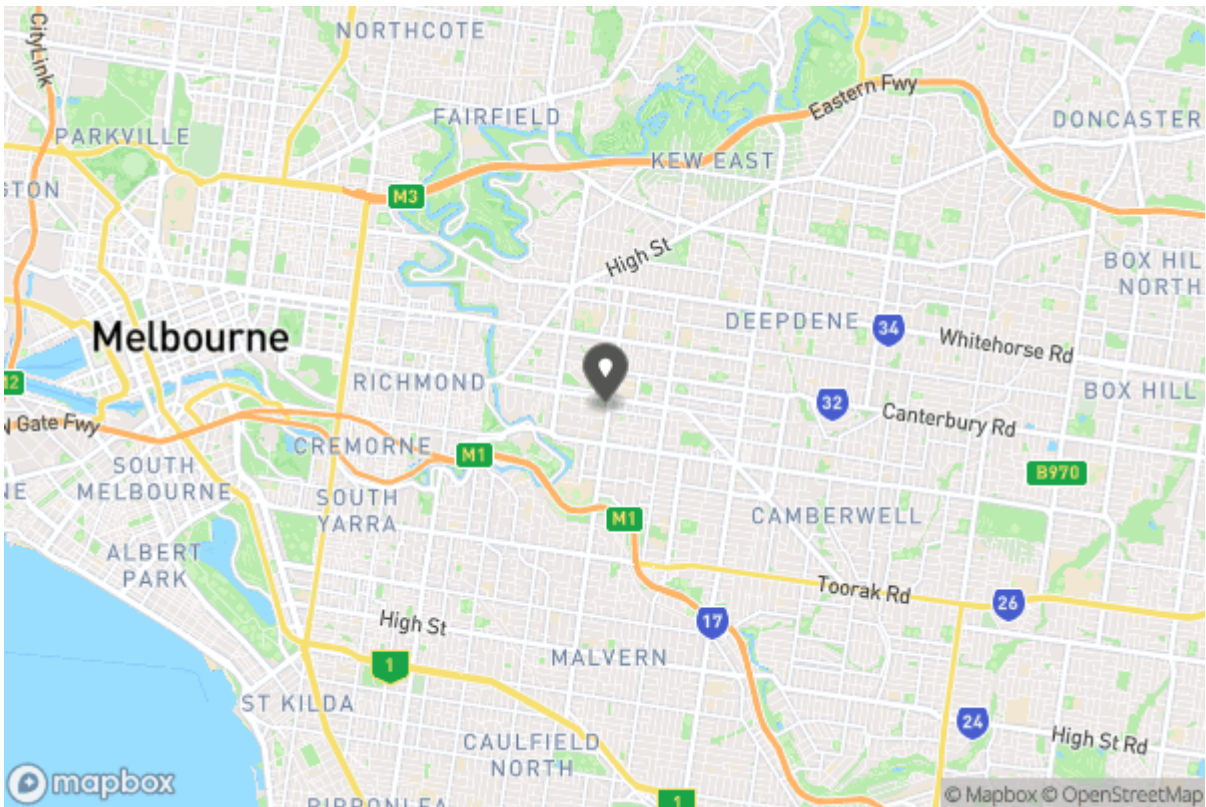 CityLink
NORTHCOTE
Eastern Fwy
FAIRFIELD
DONCASTER
PARKVILLE
KEW EAST
GTON
M3
High St
BOX HIL
NORTH
DEEPDENE
34
Whitehorse Rd
Melbourne
RICHMOND
M2
32
BOX HILL
Canterbury Rd
Gate Fwy
CREMORNE
M1
SOUTH
MELBOURNE
B970
NE
SOUTH
YARRA
M1
CAMBERWELL
ALBERT
PARK
Toorak Rd
26
High St
17
MALVERN
1
ST KILDA
24
High St Rd
CAULFIELD
NORTH
mapbox
1
© Mapbox © OpenStreetMap